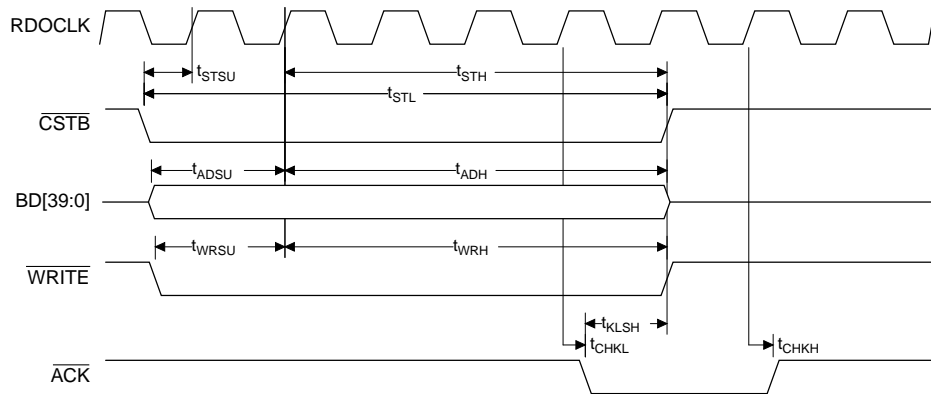 RDOCLK
tSTSU
tSTH
tSTL
CSTB
tADSU
tADH
BD[39:0]
tWRSU
tWRH
WRITE
tKLSH
tCHKL
tCHKH
ACK